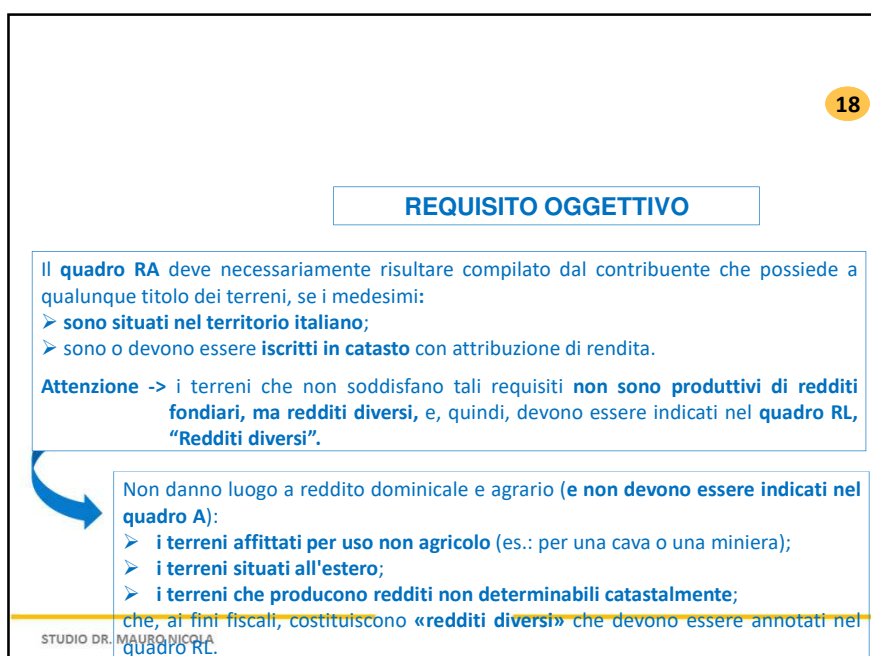 18
REQUISITO OGGETTIVO
Il quadro RA deve necessariamente risultare compilato dal contribuente che possiede a
qualunque titolo dei terreni, se i medesimi:
➢ sono situati nel territorio italiano;
➢ sono o devono essere iscritti in catasto con attribuzione di rendita.
Attenzione -> i terreni che non soddisfano tali requisiti non sono produttivi di redditi
fondiari, ma redditi diversi, e, quindi, devono essere indicati nel quadro RL,
“Redditi diversi”.
Non danno luogo a reddito dominicale e agrario (e non devono essere indicati nel
quadro A):
➢ i terreni affittati per uso non agricolo (es.: per una cava o una miniera);
➢ i terreni situati all'estero;
➢ i terreni che producono redditi non determinabili catastalmente;
che, ai fini fiscali, costituiscono «redditi diversi» che devono essere annotati nel
quadro RL.
STUDIO DR. MAURO NICOLA